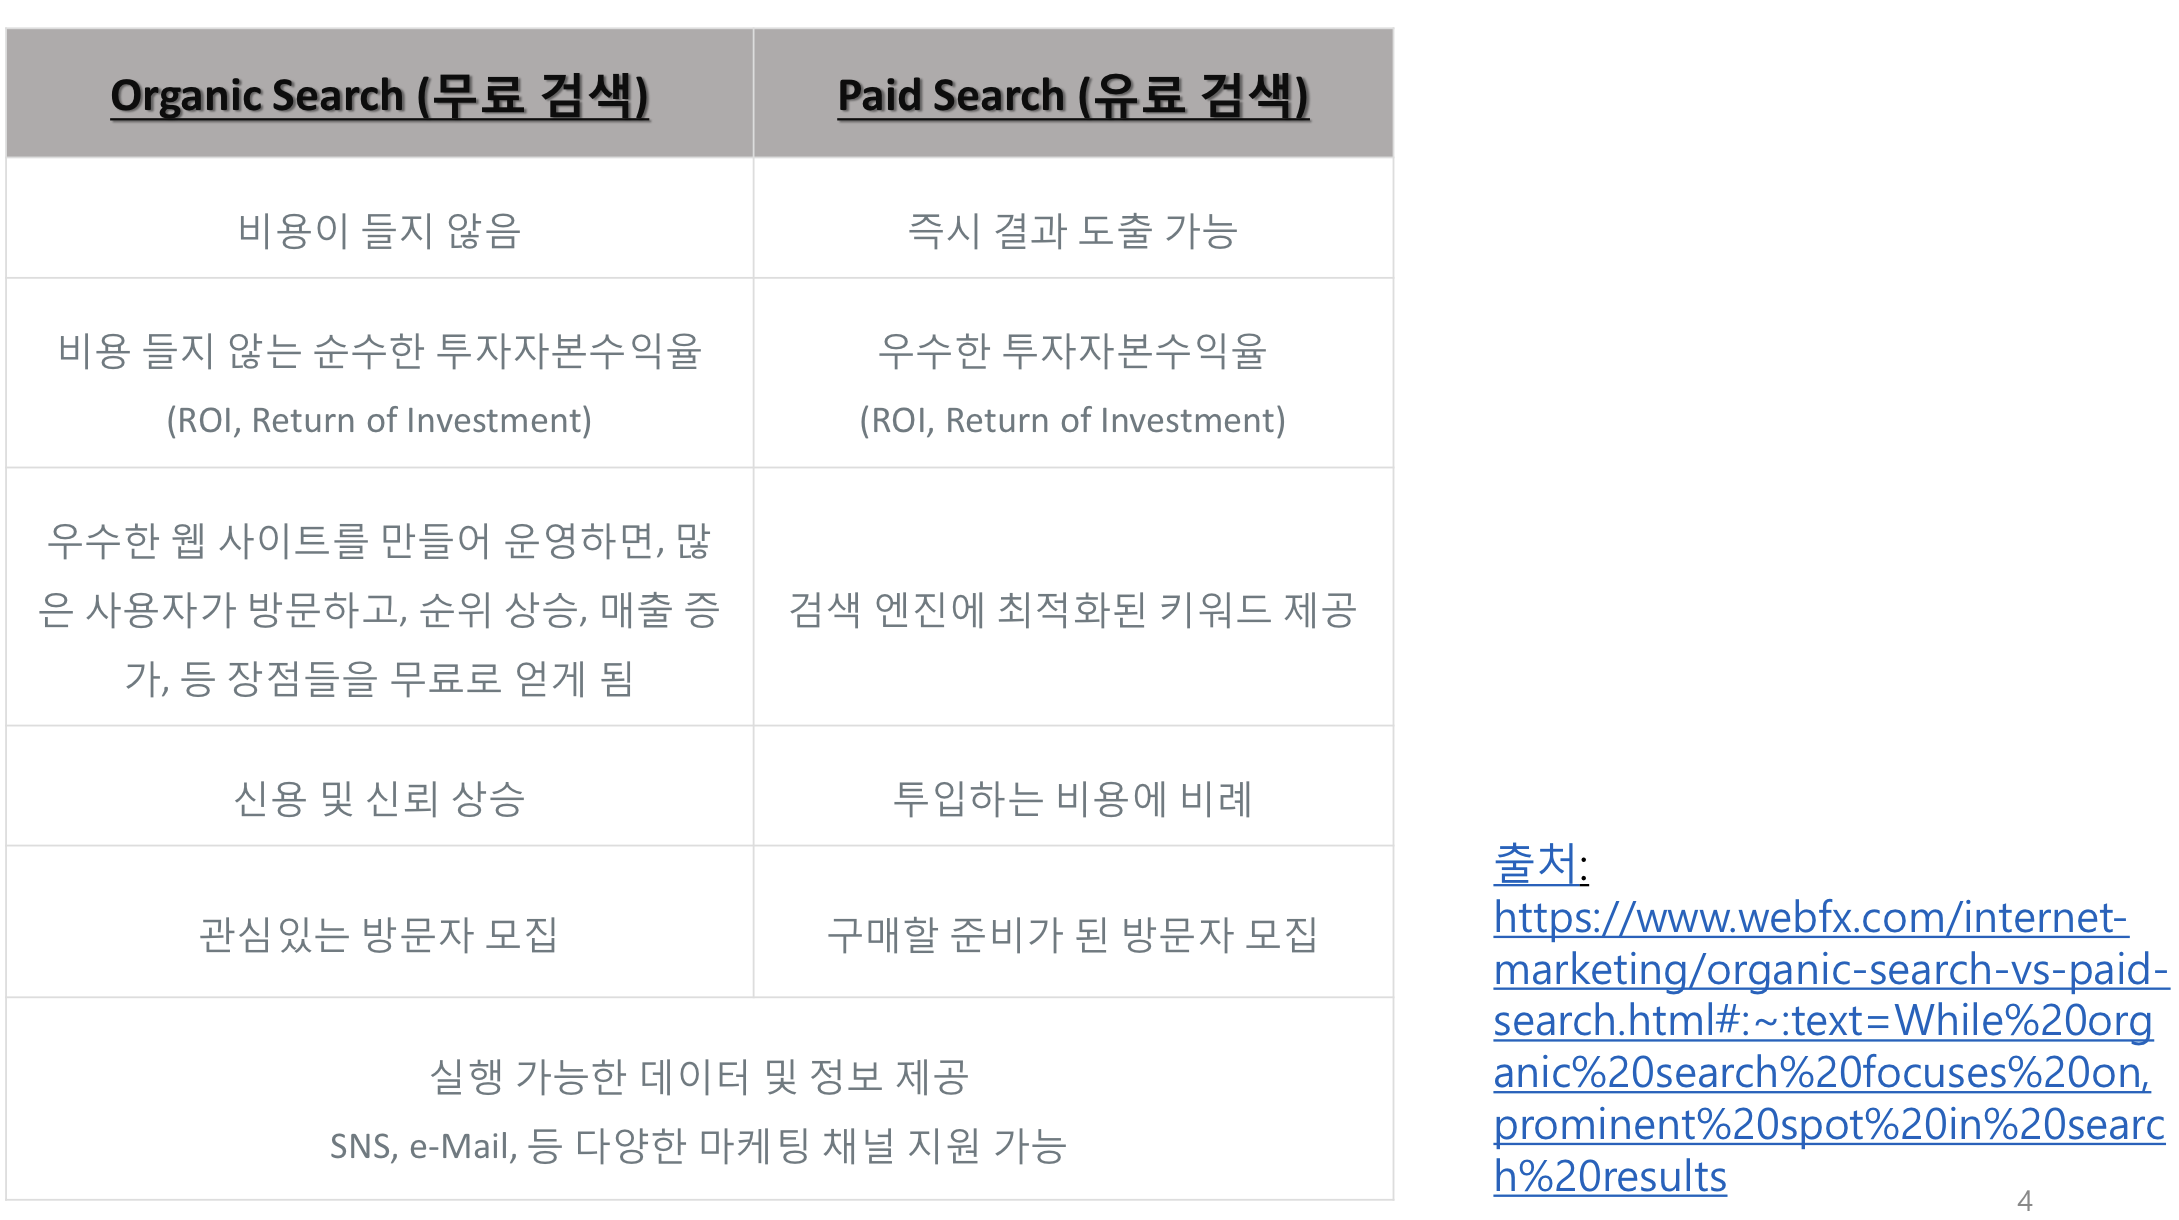 Organic Search (무료 검색)
Paid Search (유료 검색)
비용이 들지 않음
즉시 결과 도출 가능
비용 들지 않는 순수한 투자자본수익율
(ROI, Return of Investment)
우수한 투자자본수익율
(ROI, Return of Investment)
우수한 웹 사이트를 만들어 운영하면, 많
은 사용자가 방문하고, 순위 상승, 매출 증
가, 등 장점들을 무료로 얻게 됨
검색 엔진에 최적화된 키워드 제공
신용 및 신뢰 상승
투입하는 비용에 비례
관심있는 방문자 모집
구매할 준비가 된 방문자 모집
실행 가능한 데이터 및 정보 제공
SNS, e-Mail, 등 다양한 마케팅 채널 지원 가능
출처:
https://www.webfx.com/internet-
marketing/organic-search-vs-paid-
search.html#:~:text=While%20org
anic%20search%20focuses%20on,
prominent%20spot%20in%20searc
h%20results
4